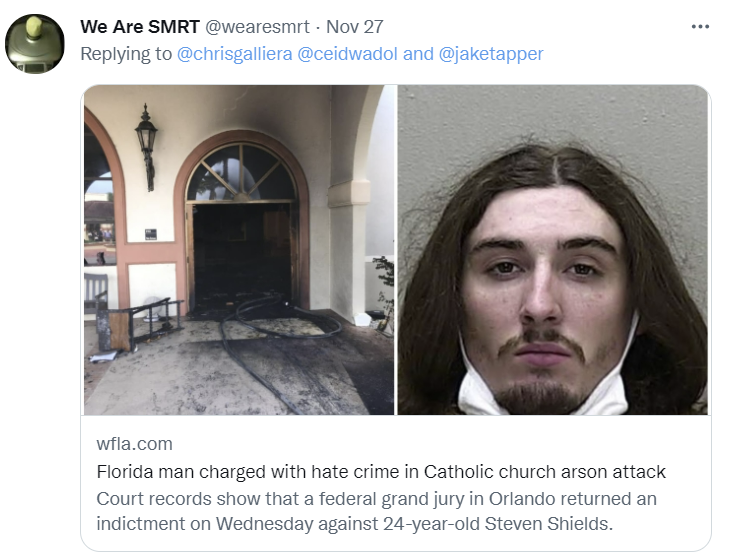 We Are SMRT @wearesmrt · Nov 27
Replying to @chrisgalliera @ceidwadol and @jaketapper
wfla.com
Florida man charged with hate crime in Catholic church arson attack
Court records show that a federal grand jury in Orlando returned an
indictment on Wednesday against 24-year-old Steven Shields.